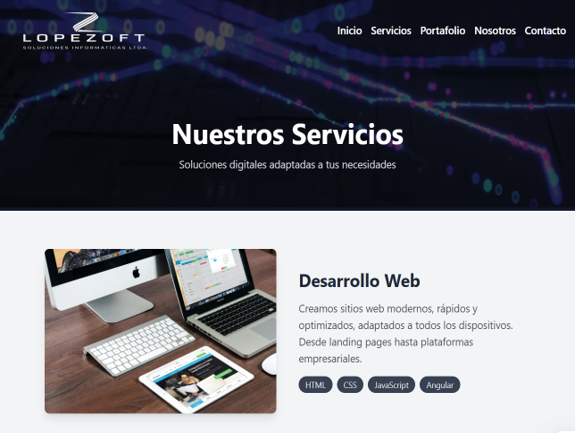 LOPEZOFT
SOLUCIONES INFORMÁTICAS LTDA
Inicio Servicios Portafolio Nosotros Contacto
Nuestros Servicios
Soluciones digitales adaptadas a tus necesidades
Desarrollo Web
Creamos sitios web modernos, rápidos y
optimizados, adaptados a todos los dispositivos.
Desde landing pages hasta plataformas
empresariales.
HTML CSS JavaScript Angular